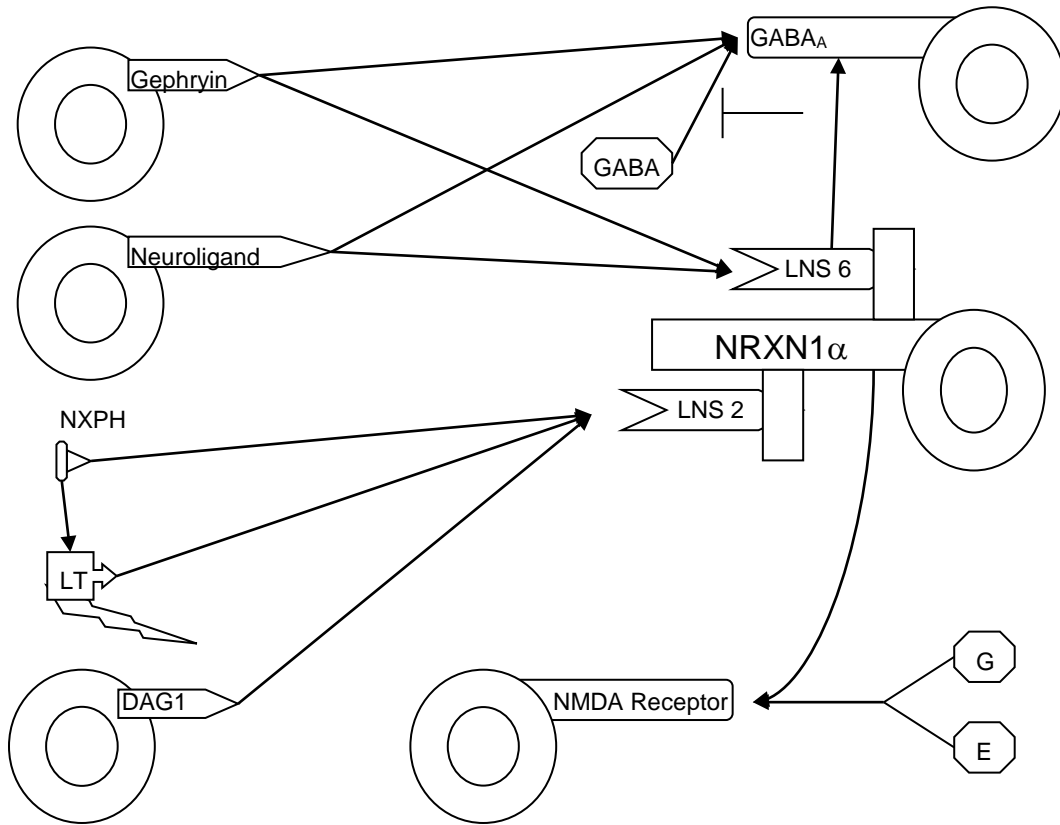 GABAA
Gephryin
GABA
Neuroligand
LNS 6
NRXN1α
LNS 2
NXPH
LT
G
DAG1
NMDA Receptor
E